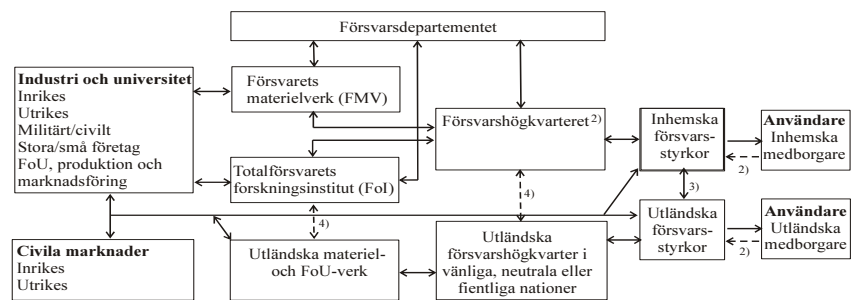 Försvarsdepartementet
Industri och universitet
Inrikes
Utrikes
Militärt/civilt
Stora/små företag
FoU, produktion och
marknadsföring
Försvarets
materielverk (FMV)
Totalförsvarets
forskningsinstitut (FoI)
Försvarshögkvarteret2)
Inhemska
försvars-
styrkor
Användare
Inhemska
medborgare
2)
3)
4)
4)
Civila marknader
Inrikes
Utrikes
Utländska materiel-
och FoU-verk
Utländska
försvarshögkvarter i
vänliga, neutrala eller
fientliga nationer
Utländska
försvars-
styrkor
Användare
Utländska
medborgare
2)